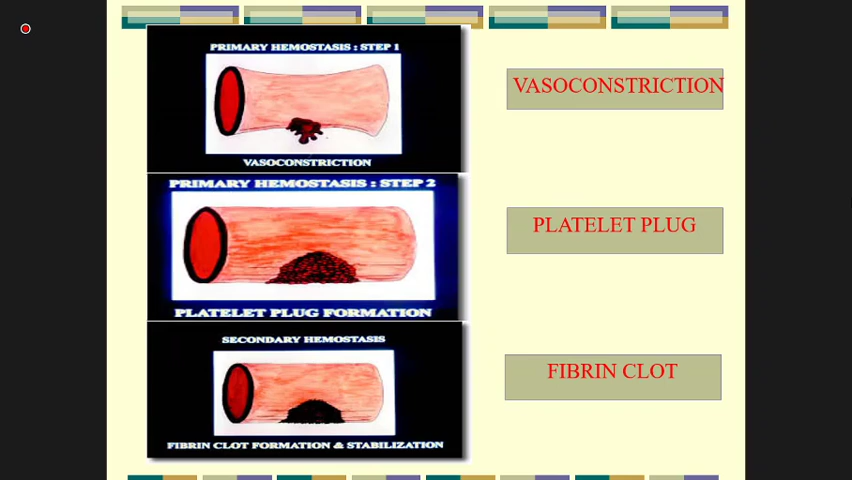 PRIMARY HEMOSTASIS : STEP 1
VASOCONSTRICTION
VASOCONSTRICTION
PRIMARY HEMOSTASIS : STEP 2
PLATELET PLUG
PLATELET PLUG FORMATION
SECONDARY HEMOSTASIS
FIBRIN CLOT
FIBRIN CLOT FORMATION & STABILIZATION